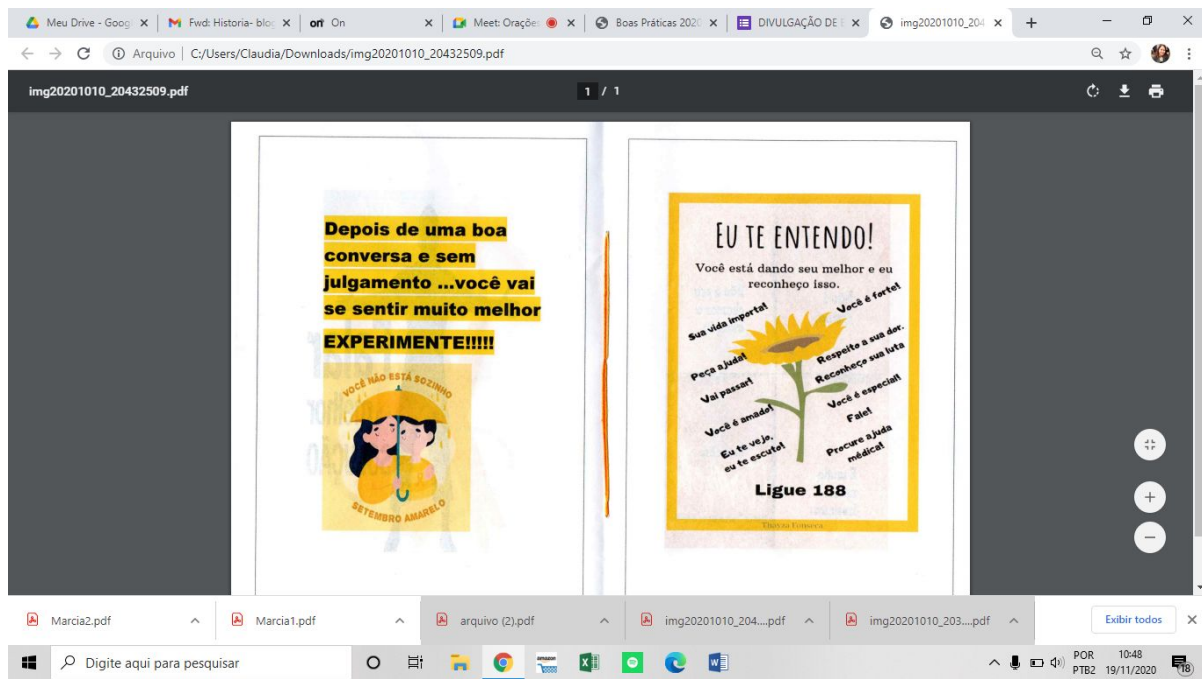 Meu Drive - Goog
Fwd: Historia- blog
On
Meet: Oraçõe
Boas Práticas 2020
DIVULGAÇÃO DE
img20201010_204
Arquivo
C:/Users/Claudia/Downloads/img20201010_20432509.pdf
img20201010_20432509.pdf
1 / 1
Depois de uma boa
conversa e sem
julgamento ...você vai
se sentir muito melhor
EXPERIMENTE!!!!!
VOCÊ NÃO ESTÁ SOZINHO
SETEMBRO AMARELO
EU TE ENTENDO!
Você está dando seu melhor e eu
reconheço isso.
Sua vida importa!
Você é forte!
Peça ajuda!
Respeito a sua dor.
Vai passar!
Reconheço sua luta
Você é amado!
Você é especial!
Fale!
Eu te vejo,
eu te escuto!
Procure ajuda
médica!
Ligue 188
Marcia2.pdf
Marcia1.pdf
arquivo (2).pdf
img20201010_204....pdf
img20201010_203....pdf
Exibir todos
Digite aqui para pesquisar
amazon
POR
PTB2
10:48
19/11/2020
18